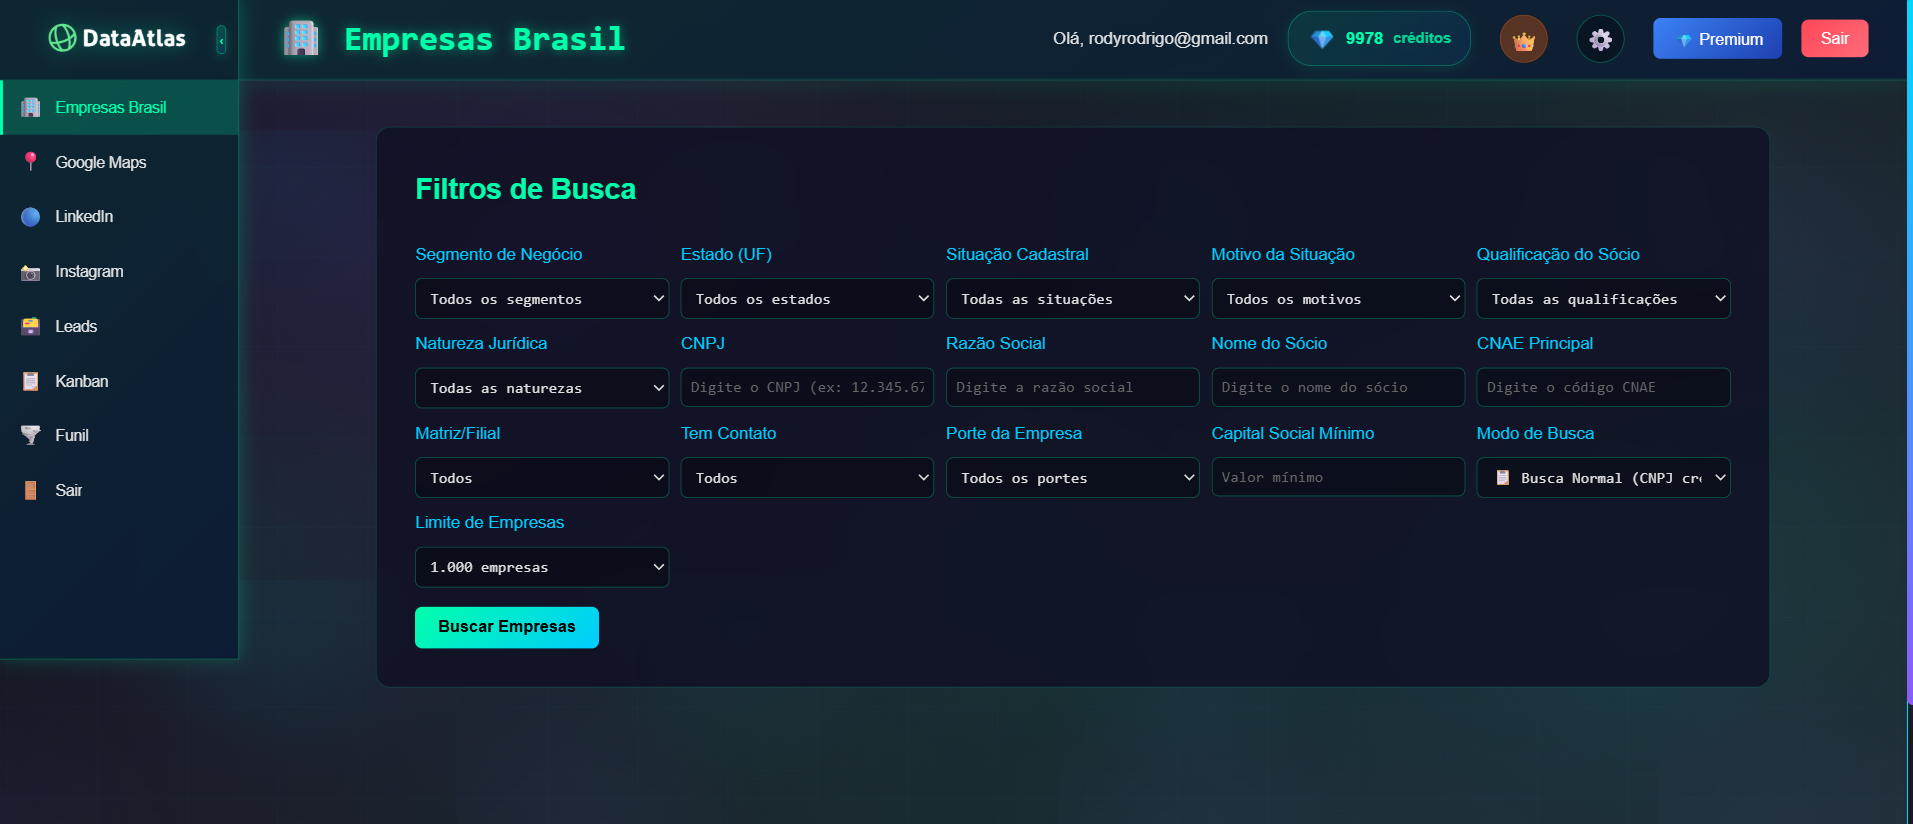 DataAtlas
‹
Empresas Brasil
Olá, rodyrodrigo@gmail.com
9978 créditos
Premium
Sair
Empresas Brasil
Google Maps
LinkedIn
Instagram
Leads
Kanban
Funil
Sair
Filtros de Busca
Segmento de Negócio
Todos os segmentos
Estado (UF)
Todos os estados
Situação Cadastral
Todas as situações
Motivo da Situação
Todos os motivos
Qualificação do Sócio
Todas as qualificações
Natureza Jurídica
Todas as naturezas
CNPJ
Digite o CNPJ (ex: 12.345.67
Razão Social
Digite a razão social
Nome do Sócio
Digite o nome do sócio
CNAE Principal
Digite o código CNAE
Matriz/Filial
Todos
Tem Contato
Todos
Porte da Empresa
Todos os portes
Capital Social Mínimo
Valor mínimo
Modo de Busca
Busca Normal (CNPJ cre
Limite de Empresas
1.000 empresas
Buscar Empresas